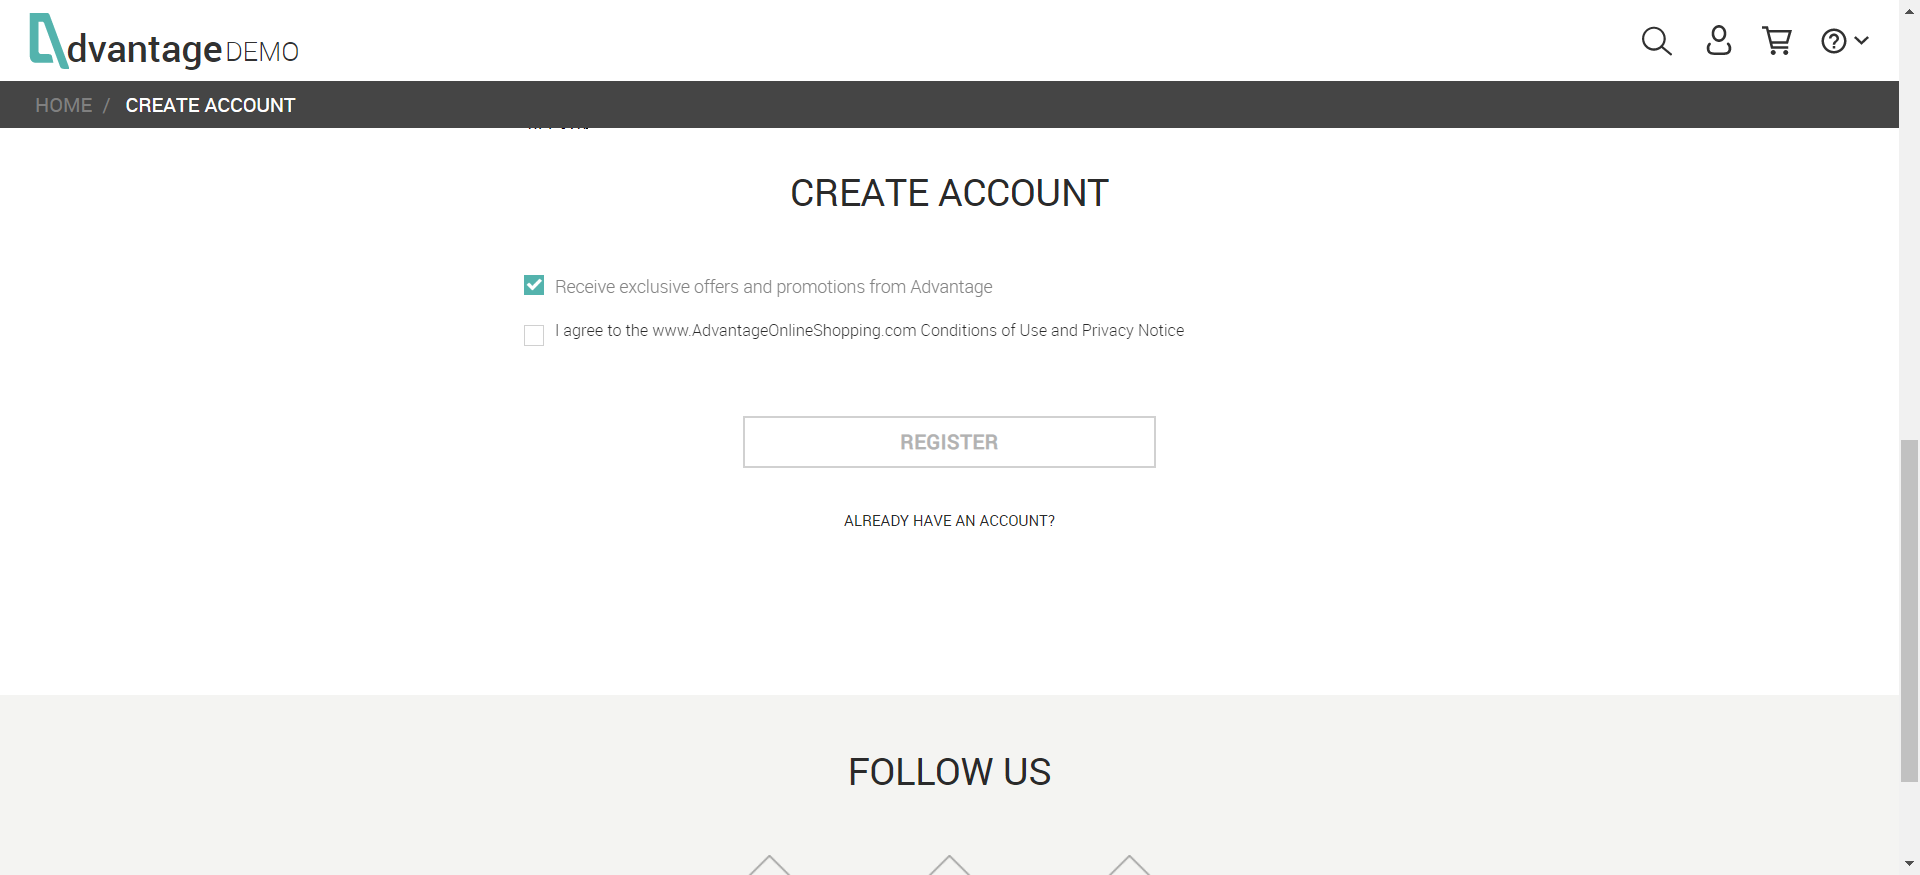 dvantage DEMO
HOME / CREATE ACCOUNT
CREATE ACCOUNT
Receive exclusive offers and promotions from Advantage
I agree to the www.AdvantageOnlineShopping.com Conditions of Use and Privacy Notice
REGISTER
ALREADY HAVE AN ACCOUNT?
FOLLOW US